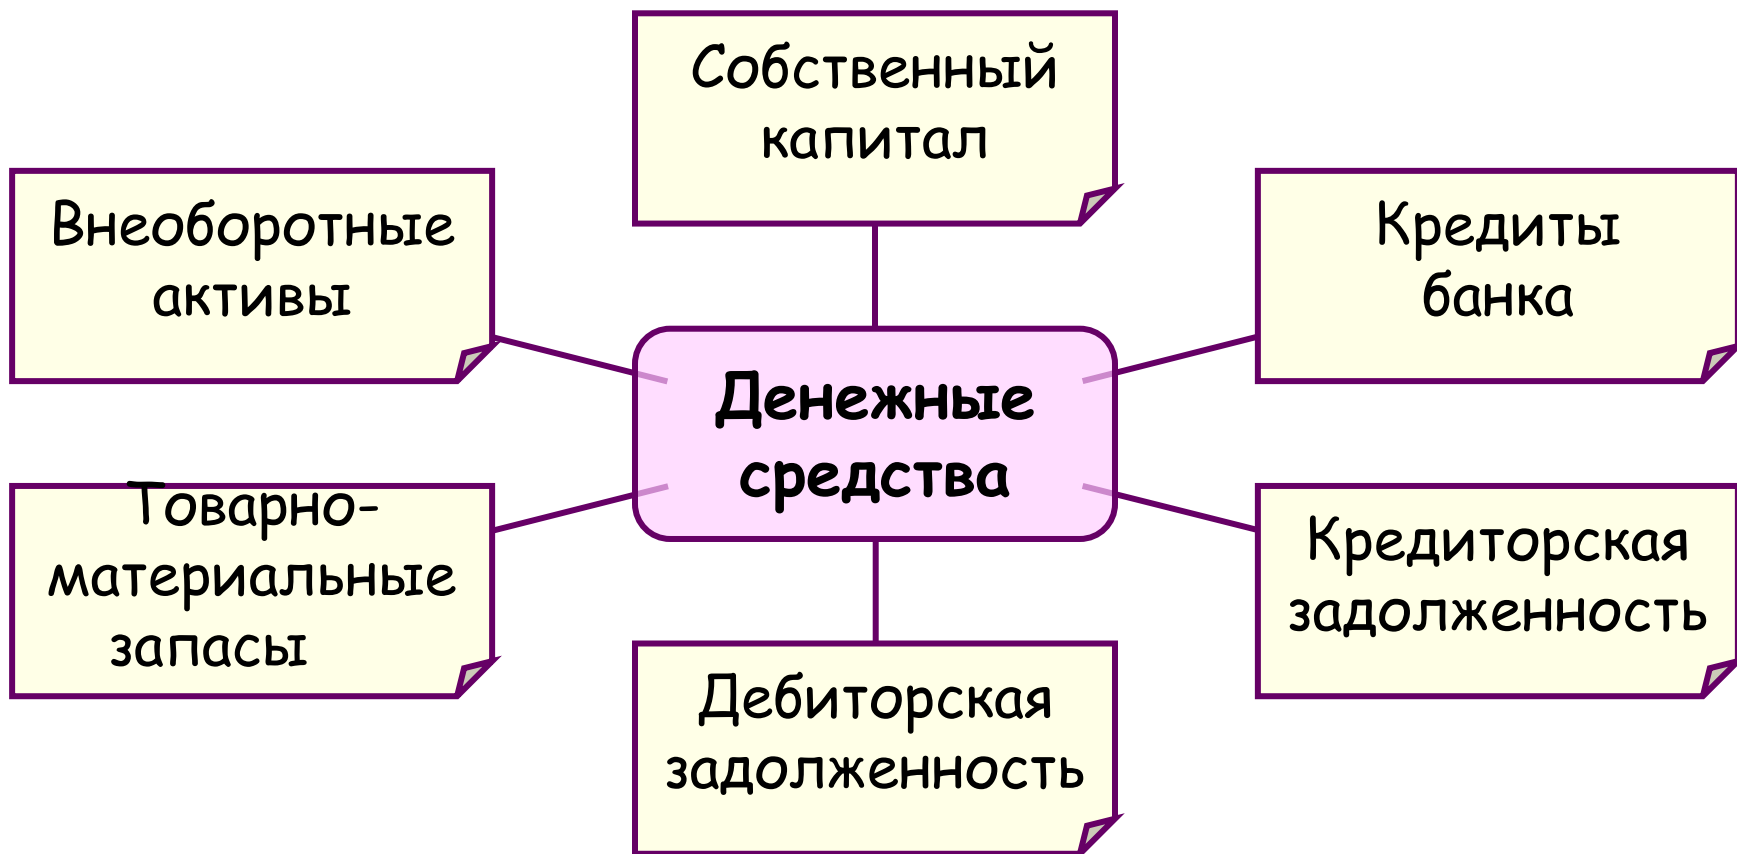 Собственный
капитал
Внеоборотные
активы
Кредиты
банка
Денежные
средства
Товарно-
материальные
запасы
Кредиторская
задолженность
Дебиторская
задолженность